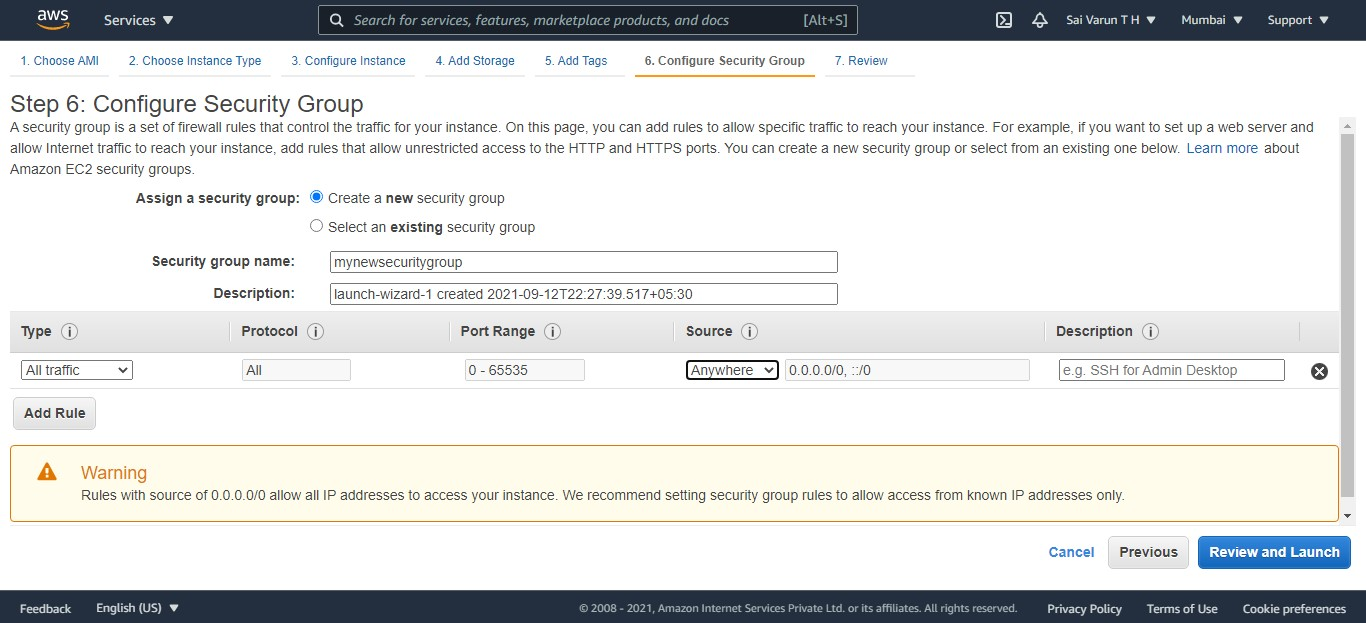 aws Services Search for services, features, marketplace products, and docs [Alt+S] Sai Varun T H Mumbai Support
1. Choose AMI 2. Choose Instance Type 3. Configure Instance 4. Add Storage 5. Add Tags 6. Configure Security Group 7. Review
Step 6: Configure Security Group
A security group is a set of firewall rules that control the traffic for your instance. On this page, you can add rules to allow specific traffic to reach your instance. For example, if you want to set up a web server and
allow Internet traffic to reach your instance, add rules that allow unrestricted access to the HTTP and HTTPS ports. You can create a new security group or select from an existing one below. Learn more about
Amazon EC2 security groups.
Assign a security group: Create a new security group
Select an existing security group
Security group name: mynewsecuritygroup
Description: launch-wizard-1 created 2021-09-12T22:27:39.517+05:30
Type i Protocol i Port Range i Source i Description i
All traffic All 0 - 65535 Anywhere 0.0.0.0/0, ::/0 e.g. SSH for Admin Desktop
Add Rule
Warning
Rules with source of 0.0.0.0/0 allow all IP addresses to access your instance. We recommend setting security group rules to allow access from known IP addresses only.
Cancel Previous Review and Launch
Feedback English (US) © 2008 - 2021, Amazon Internet Services Private Ltd. or its affiliates. All rights reserved. Privacy Policy Terms of Use Cookie preferences